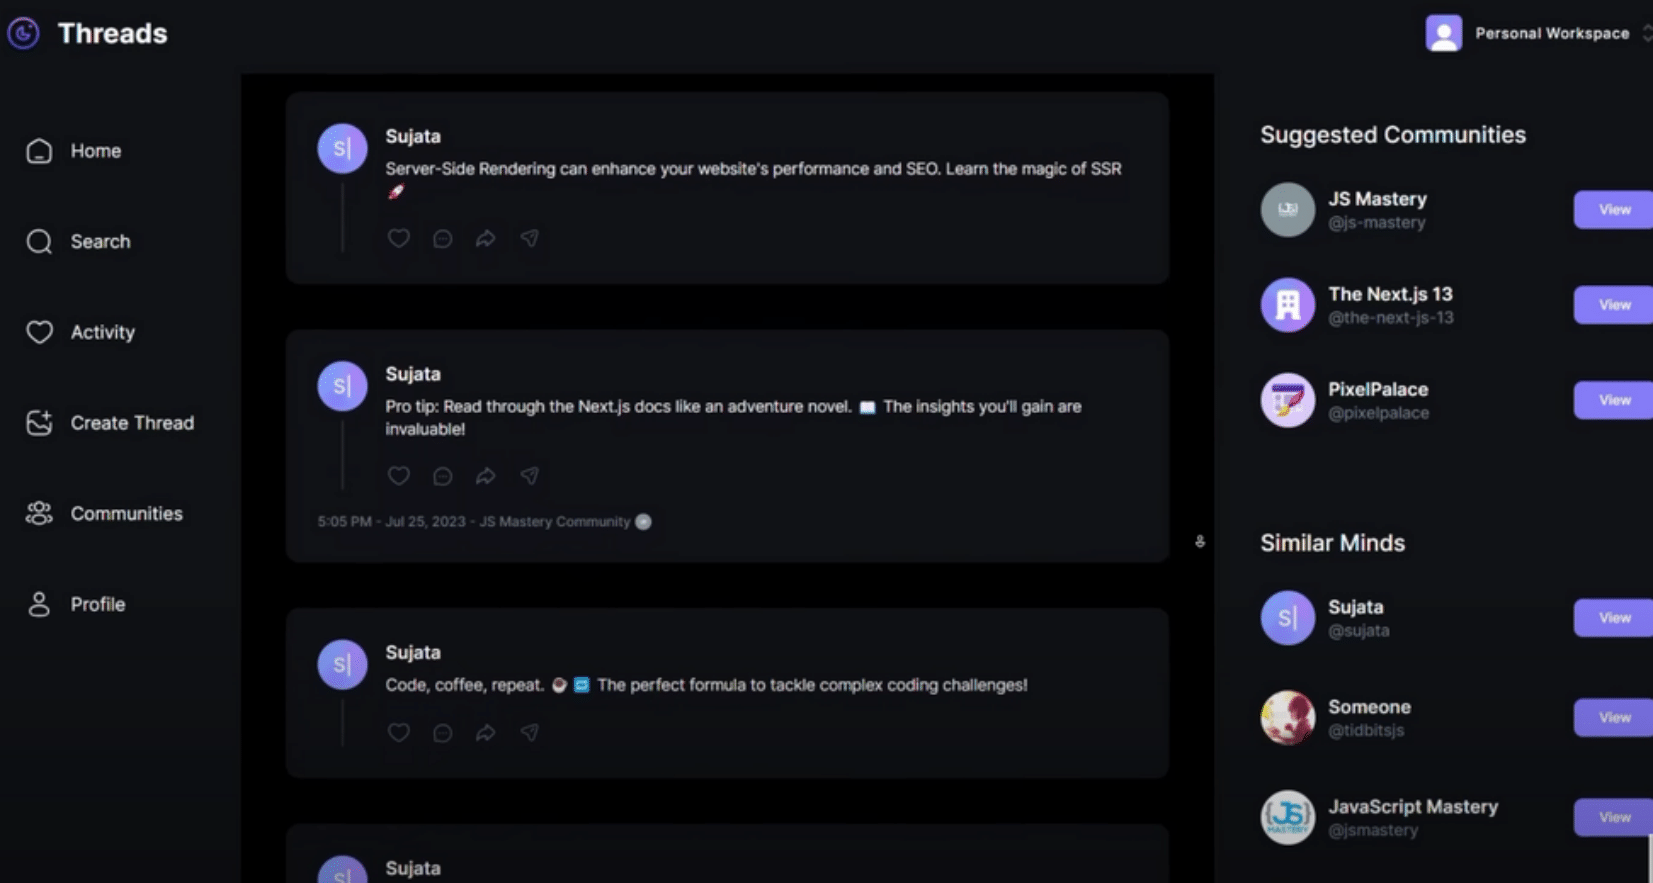 Threads
Personal Workspace
Home
Search
Activity
Create Thread
Communities
Profile
S|
Sujata
Server-Side Rendering can enhance your website's performance and SEO. Learn the magic of SSR
🚀
S|
Sujata
Pro tip: Read through the Next.js docs like an adventure novel. 📖 The insights you'll gain are
invaluable!
5:05 PM - Jul 25, 2023 - JS Mastery Community
S|
Sujata
Code, coffee, repeat. ☕ 🔁 The perfect formula to tackle complex coding challenges!
S|
Sujata
Suggested Communities
JS
JS Mastery
@js-mastery
View
The Next.js 13
@the-next-js-13
View
PixelPalace
@pixelpalace
View
Similar Minds
S|
Sujata
@sujata
View
Someone
@tidbitsjs
View
{JS}
MASTERY
JavaScript Mastery
@jsmastery
View